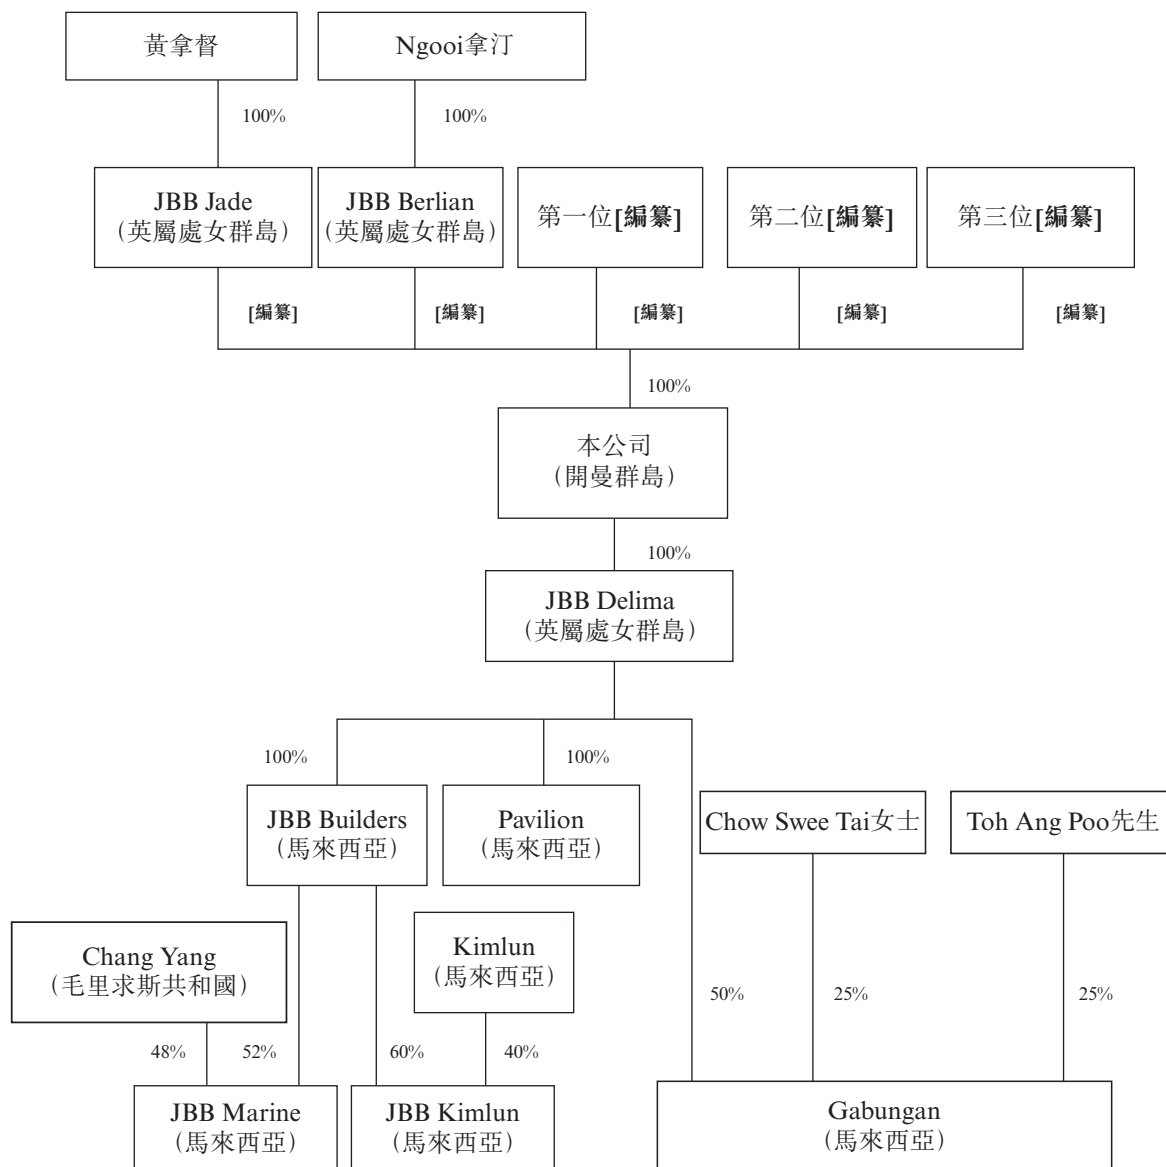 黃拿督
Ngooi拿汀
100%
100%
JBB Jade
(英屬處女群島)
JBB Berlian
(英屬處女群島)
第一位[編纂]
第二位[編纂]
第三位[編纂]
[編纂]
[編纂]
[編纂]
[編纂]
[編纂]
100%
本公司
(開曼群島)
100%
JBB Delima
(英屬處女群島)
100%
100%
JBB Builders
(馬來西亞)
Pavilion
(馬來西亞)
Chow Swee Tai女士
Toh Ang Poo先生
Chang Yang
(毛里求斯共和國)
Kimlun
(馬來西亞)
50%
25%
25%
48%
52%
60%
40%
JBB Marine
(馬來西亞)
JBB Kimlun
(馬來西亞)
Gabungan
(馬來西亞)